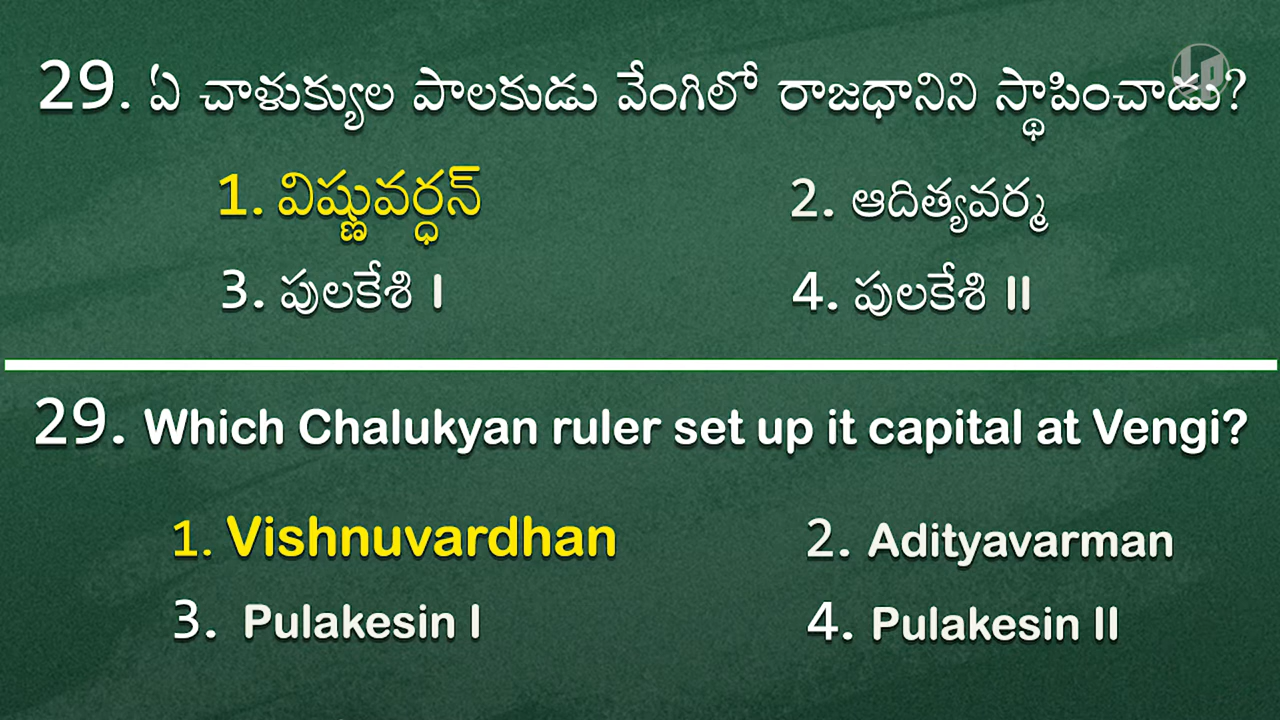 29. ఏ చాళుక్యుల పాలకుడు వేంగిలో రాజధానిని స్థాపించాడు?
1. విష్ణువర్ధన్ 2. ఆదిత్యవర్మ
3. పులకేశి I 4. పులకేశి II
29. Which Chalukyan ruler set up it capital at Vengi?
1. Vishnuvardhan 2. Adityavarman
3. Pulakesin I 4. Pulakesin II